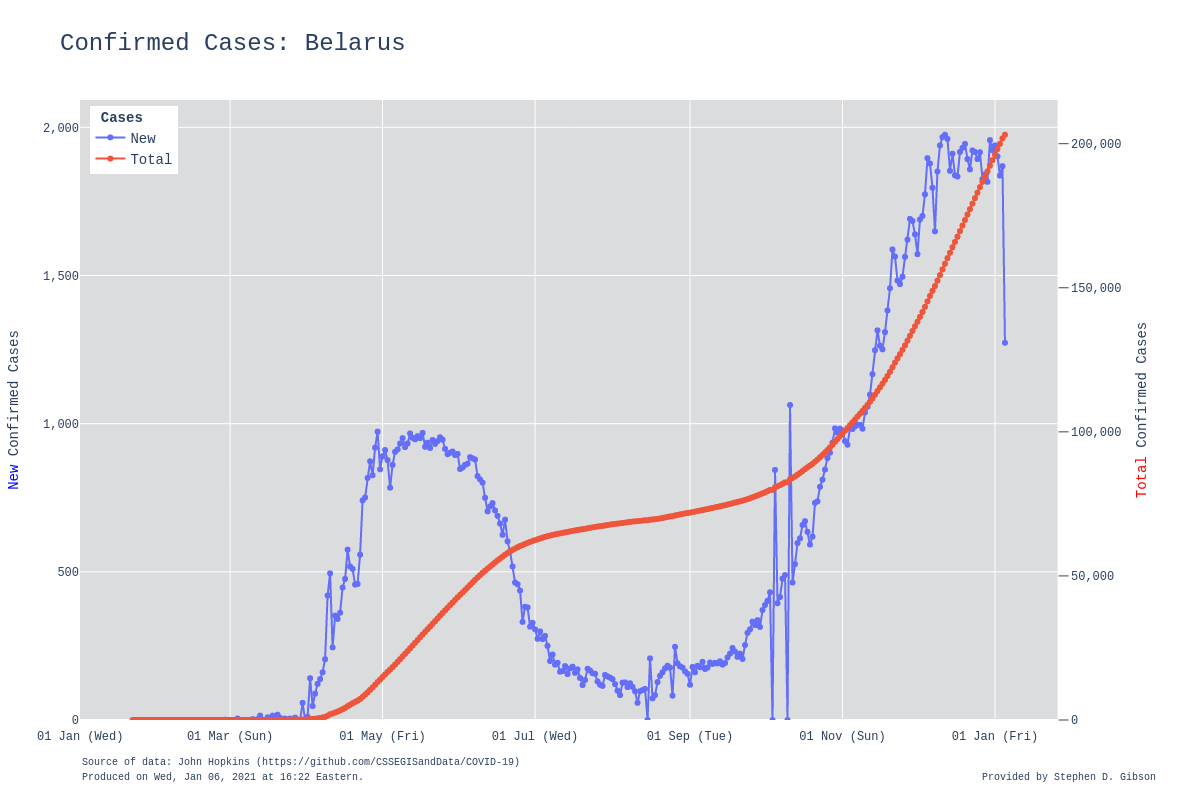 Confirmed Cases: Belarus
Cases
New
Total
2,000
1,500
1,000
500
0
200,000
150,000
100,000
50,000
0
New Confirmed Cases
Total Confirmed Cases
01 Jan (Wed)
01 Mar (Sun)
01 May (Fri)
01 Jul (Wed)
01 Sep (Tue)
01 Nov (Sun)
01 Jan (Fri)
Source of data: John Hopkins (https://github.com/CSSEGISandData/COVID-19)
Produced on Wed, Jan 06, 2021 at 16:22 Eastern.
Provided by Stephen D. Gibson